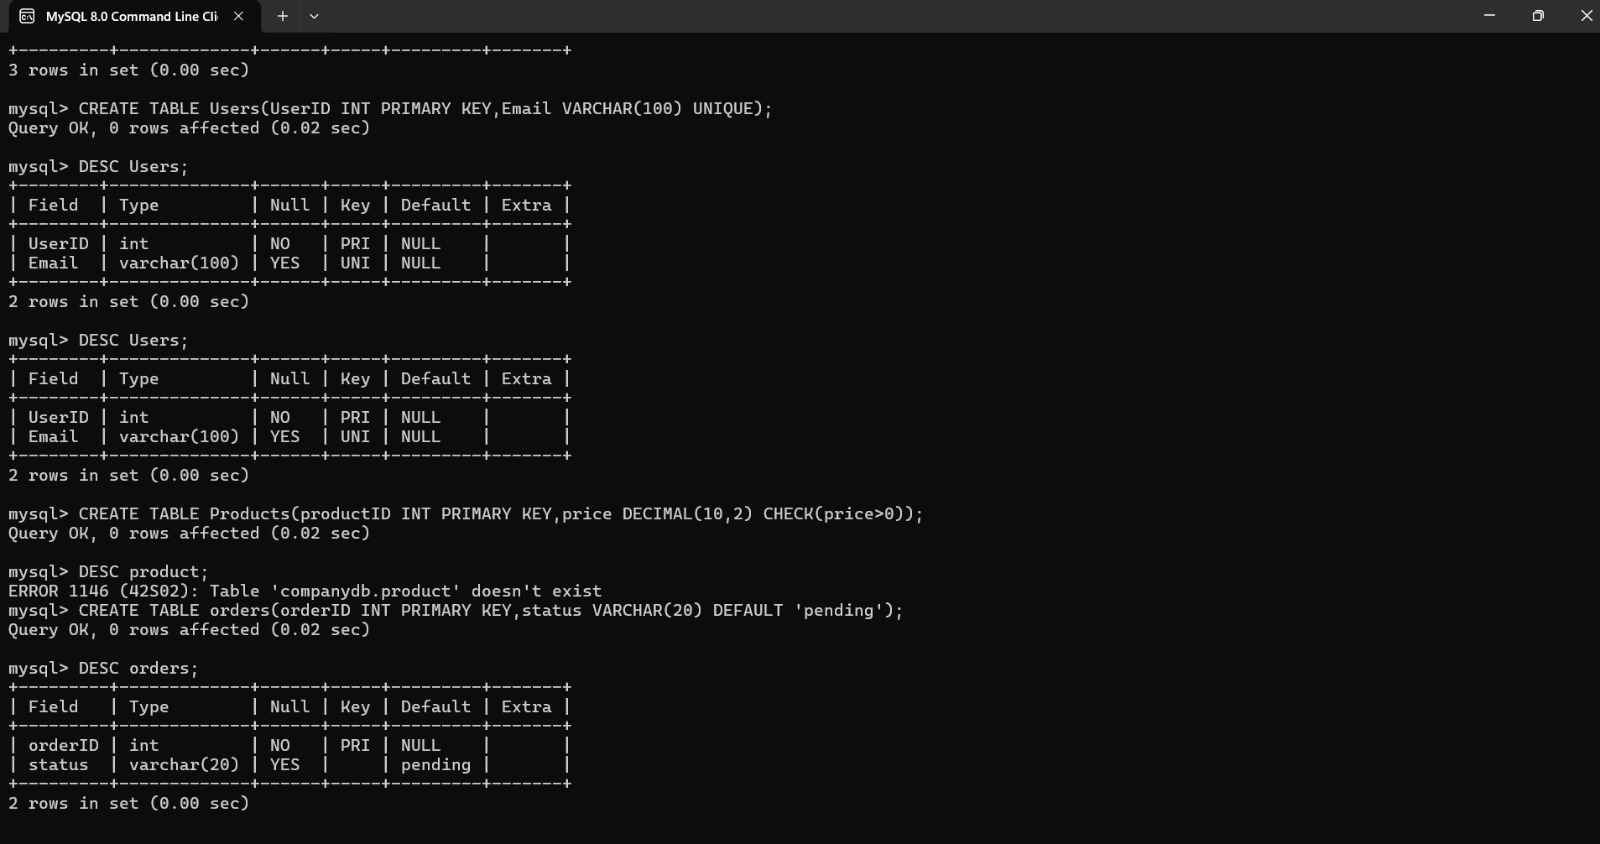 MySQL 8.0 Command Line Cli
+---------+-------------+------+-----+---------+-------+
3 rows in set (0.00 sec)
mysql> CREATE TABLE Users(UserID INT PRIMARY KEY,Email VARCHAR(100) UNIQUE);
Query OK, 0 rows affected (0.02 sec)
mysql> DESC Users;
+--------+--------------+------+-----+---------+-------+
| Field  | Type         | Null | Key | Default | Extra |
+--------+--------------+------+-----+---------+-------+
| UserID | int          | NO   | PRI | NULL    |       |
| Email  | varchar(100) | YES  | UNI | NULL    |       |
+--------+--------------+------+-----+---------+-------+
2 rows in set (0.00 sec)
mysql> DESC Users;
+--------+--------------+------+-----+---------+-------+
| Field  | Type         | Null | Key | Default | Extra |
+--------+--------------+------+-----+---------+-------+
| UserID | int          | NO   | PRI | NULL    |       |
| Email  | varchar(100) | YES  | UNI | NULL    |       |
+--------+--------------+------+-----+---------+-------+
2 rows in set (0.00 sec)
mysql> CREATE TABLE Products(productID INT PRIMARY KEY,price DECIMAL(10,2) CHECK(price>0));
Query OK, 0 rows affected (0.02 sec)
mysql> DESC product;
ERROR 1146 (42S02): Table 'companydb.product' doesn't exist
mysql> CREATE TABLE orders(orderID INT PRIMARY KEY,status VARCHAR(20) DEFAULT 'pending');
Query OK, 0 rows affected (0.02 sec)
mysql> DESC orders;
+---------+-------------+------+-----+---------+-------+
| Field   | Type        | Null | Key | Default | Extra |
+---------+-------------+------+-----+---------+-------+
| orderID | int         | NO   | PRI | NULL    |       |
| status  | varchar(20) | YES  |     | pending |       |
+---------+-------------+------+-----+---------+-------+
2 rows in set (0.00 sec)